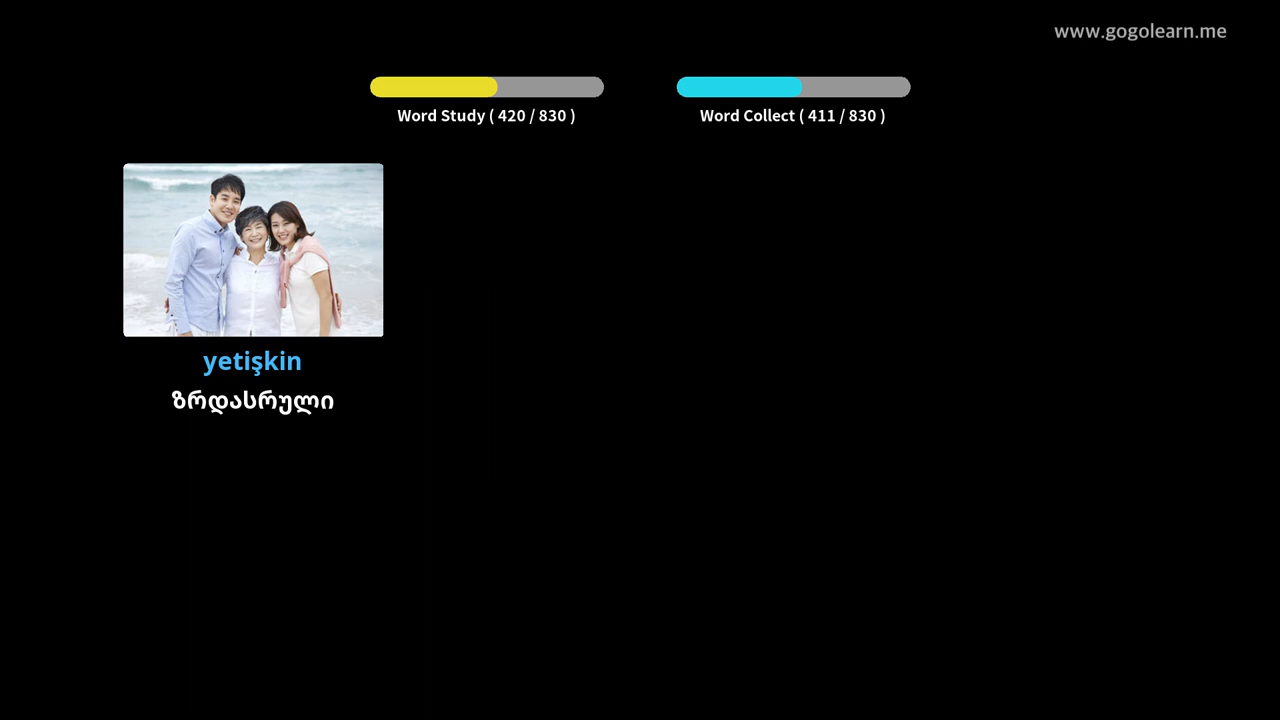 www.gogolearn.me
Word Study ( 420 / 830 )
Word Collect ( 411 / 830 )
yetişkin
ზრდასრული